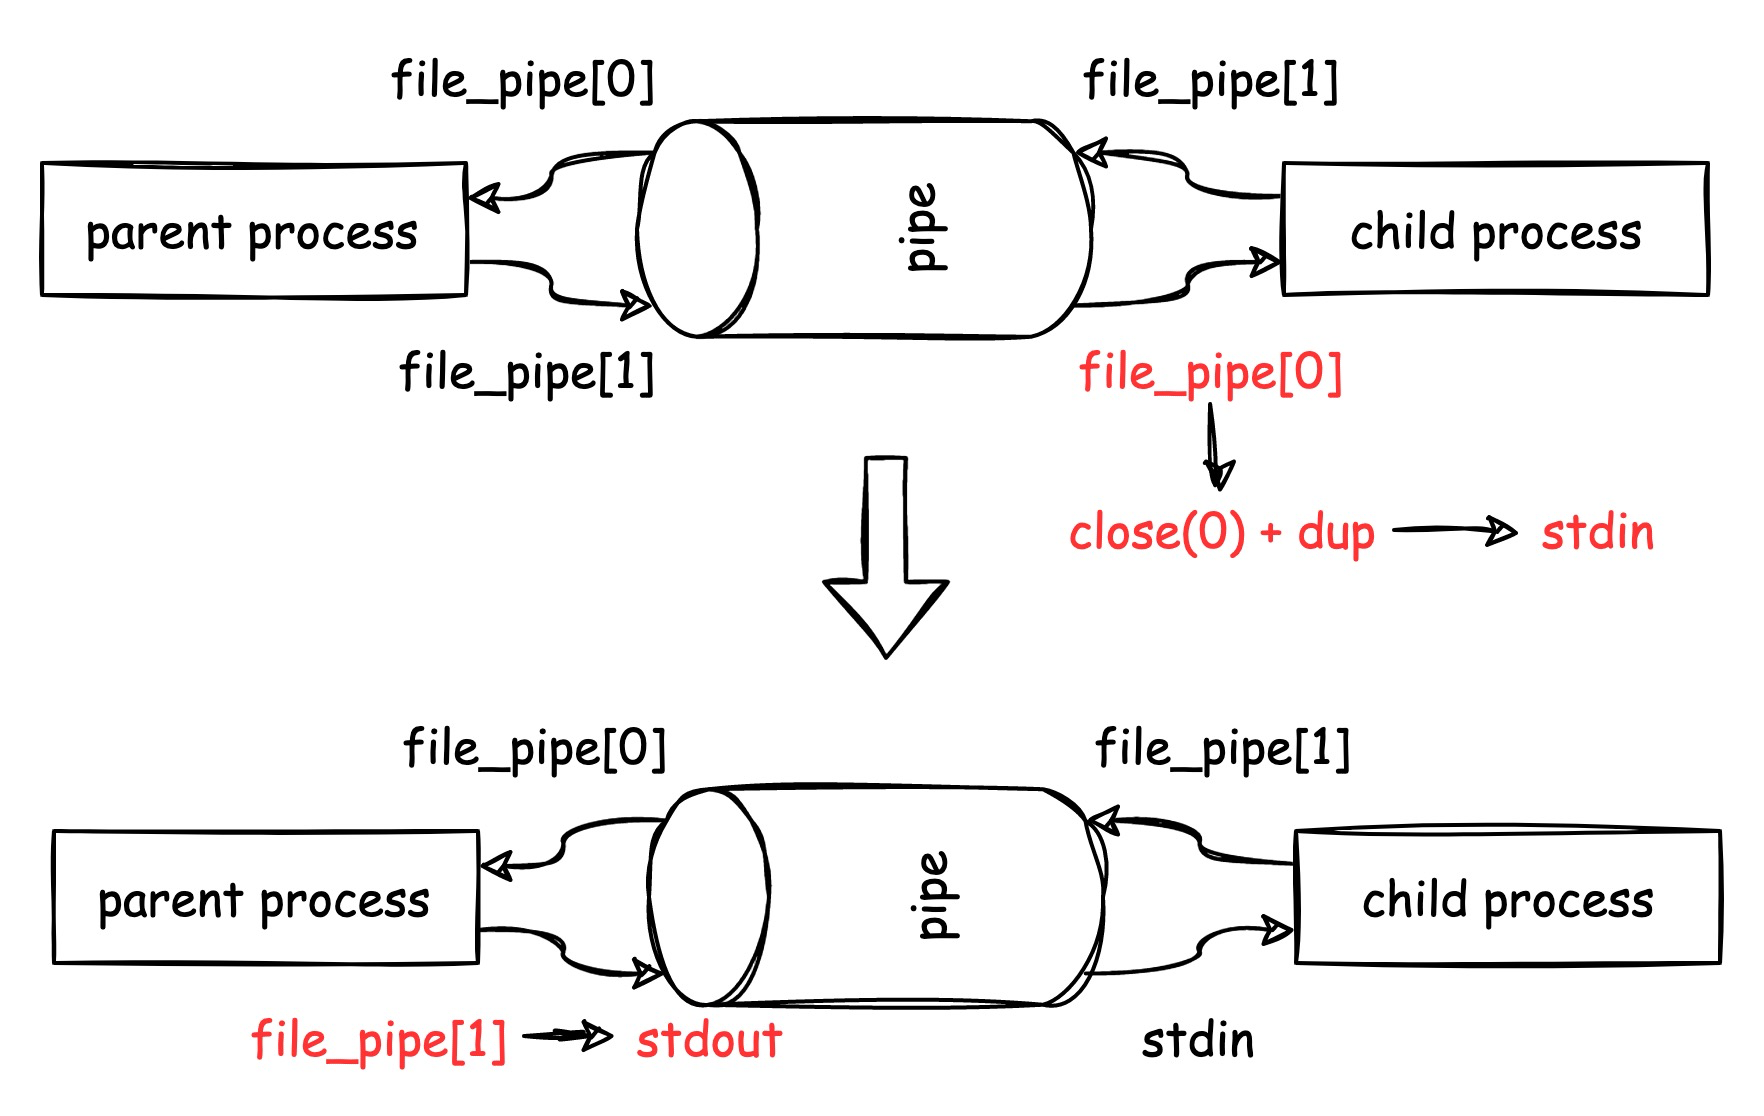 file_pipe[0]
file_pipe[1]
parent process
pipe
child process
file_pipe[1]
file_pipe[0]
close(0) + dup
stdin
file_pipe[0]
file_pipe[1]
parent process
pipe
child process
file_pipe[1]
stdout
stdin